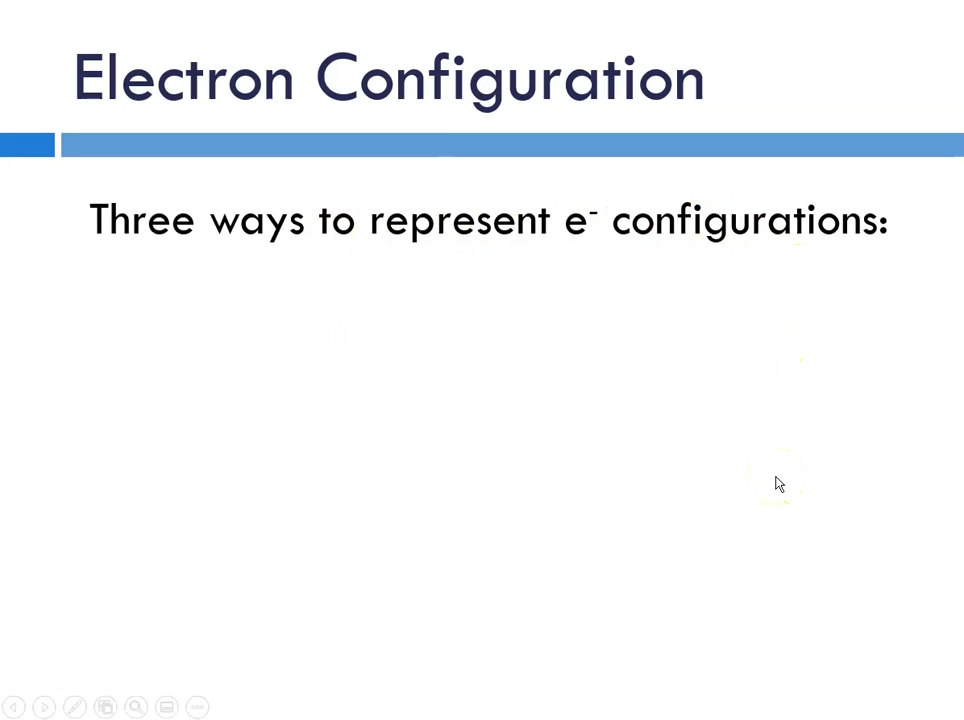 Electron Configuration
Three ways to represent e⁻ configurations: